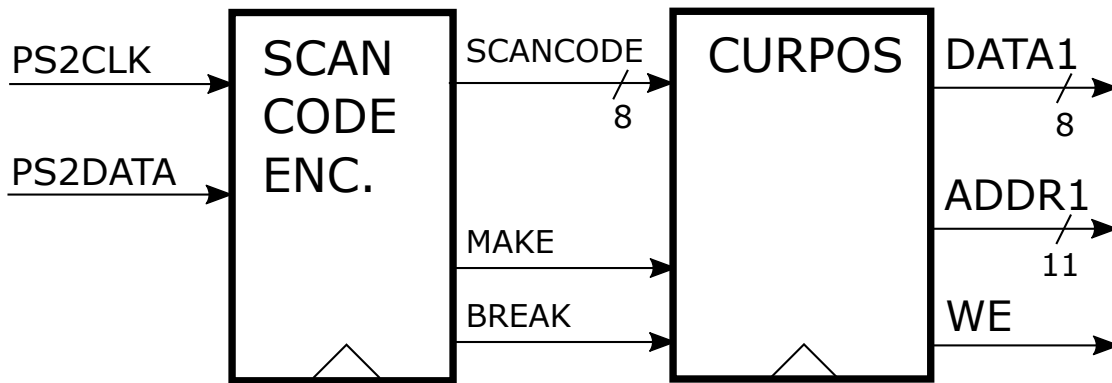 PS2CLK
PS2DATA
SCAN
CODE
ENC.
SCANCODE
8
MAKE
BREAK
CURPOS
DATA1
8
ADDR1
11
WE